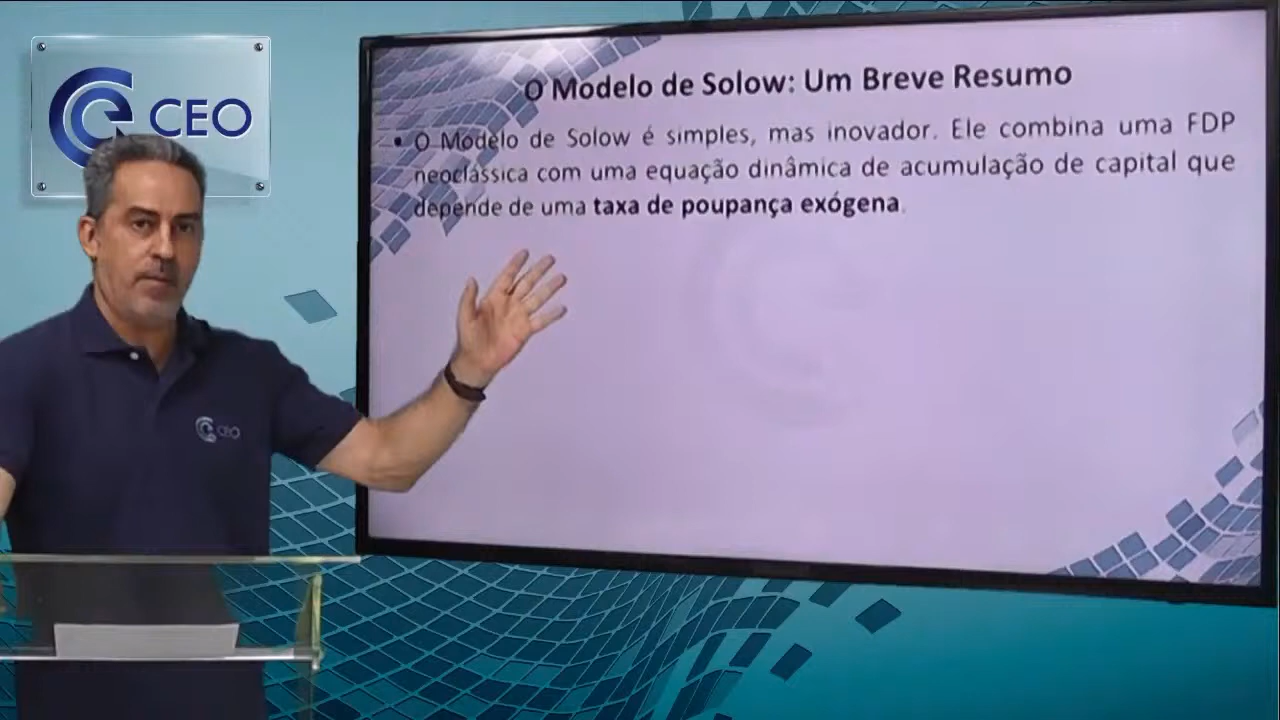 CEO
O Modelo de Solow: Um Breve Resumo
• O Modelo de Solow é simples, mas inovador. Ele combina uma FDP
neoclássica com uma equação dinâmica de acumulação de capital que
depende de uma taxa de poupança exógena.
CEO